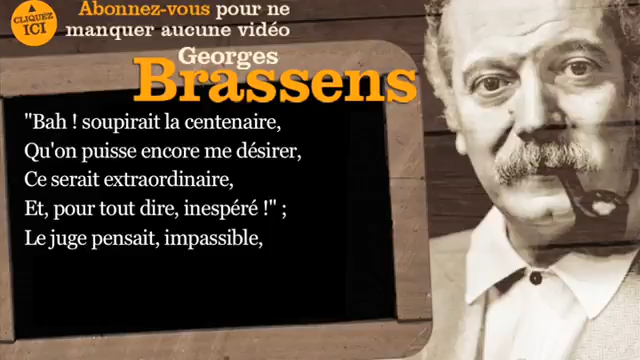 CLIQUEZ
ICI
Abonnez-vous pour ne
manquer aucune vidéo
Georges
Brassens
"Bah ! soupirait la centenaire,
Qu'on puisse encore me désirer,
Ce serait extraordinaire,
Et, pour tout dire, inespéré !" ;
Le juge pensait, impassible,